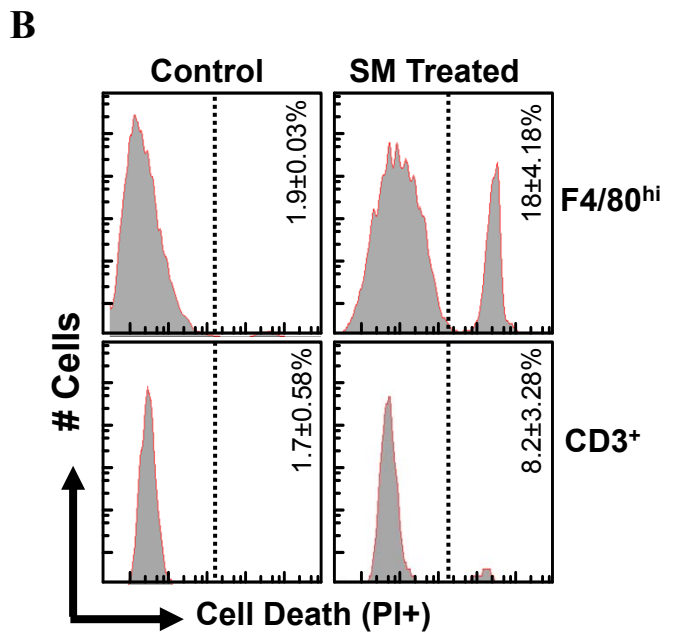 B
Control
SM Treated
1.9±0.03%
18±4.18%
F4/80hi
# Cells
1.7±0.58%
8.2±3.28%
CD3+
Cell Death (PI+)